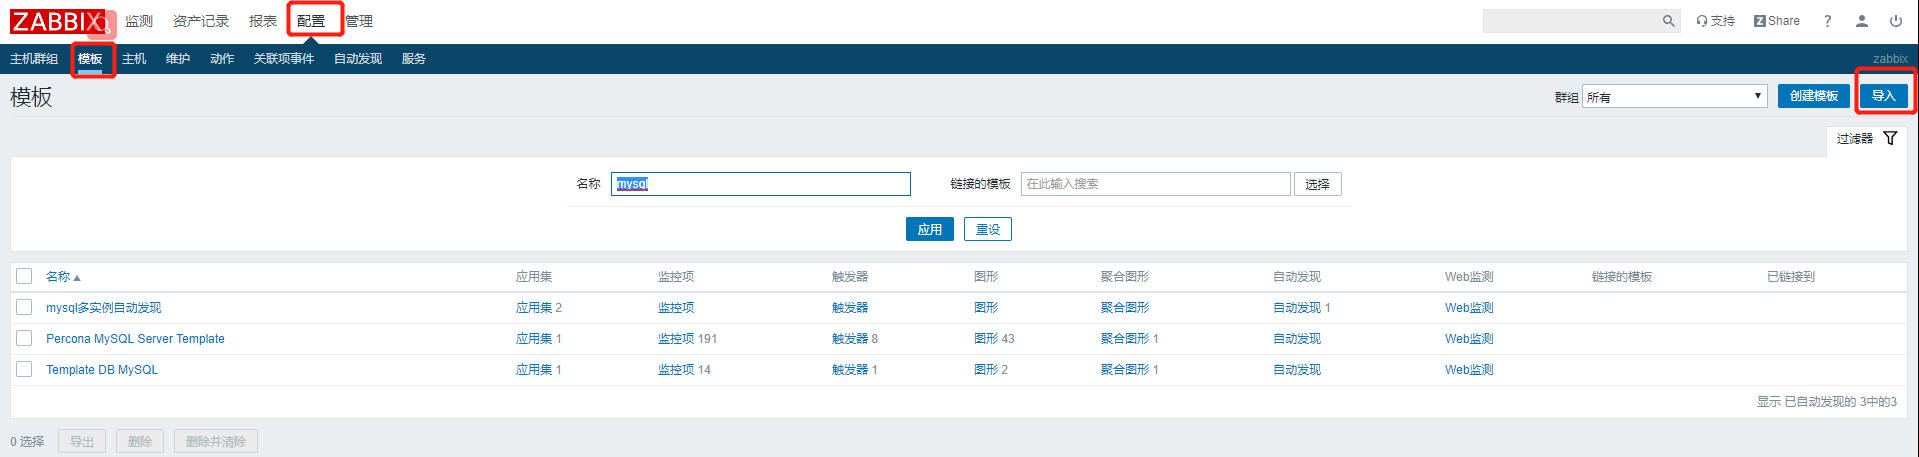 ZABBIX 监测 资产记录 报表 配置 管理 支持 Share ?
主机群组 模板 主机 维护 动作 关联项事件 自动发现 服务 zabbix
模板 群组 所有 创建模板 导入
过滤器
名称 mysql 链接的模板 在此输入搜索 选择
应用 重设
名称 应用集 监控项 触发器 图形 聚合图形 自动发现 Web监测 链接的模板 已链接到
mysql多实例自动发现 应用集 2 监控项 触发器 图形 聚合图形 自动发现 1 Web监测
Percona MySQL Server Template 应用集 1 监控项 191 触发器 8 图形 43 聚合图形 1 自动发现 Web监测
Template DB MySQL 应用集 1 监控项 14 触发器 1 图形 2 聚合图形 1 自动发现 Web监测
显示 已自动发现的 3中的3
0 选择 导出 删除 删除并清除